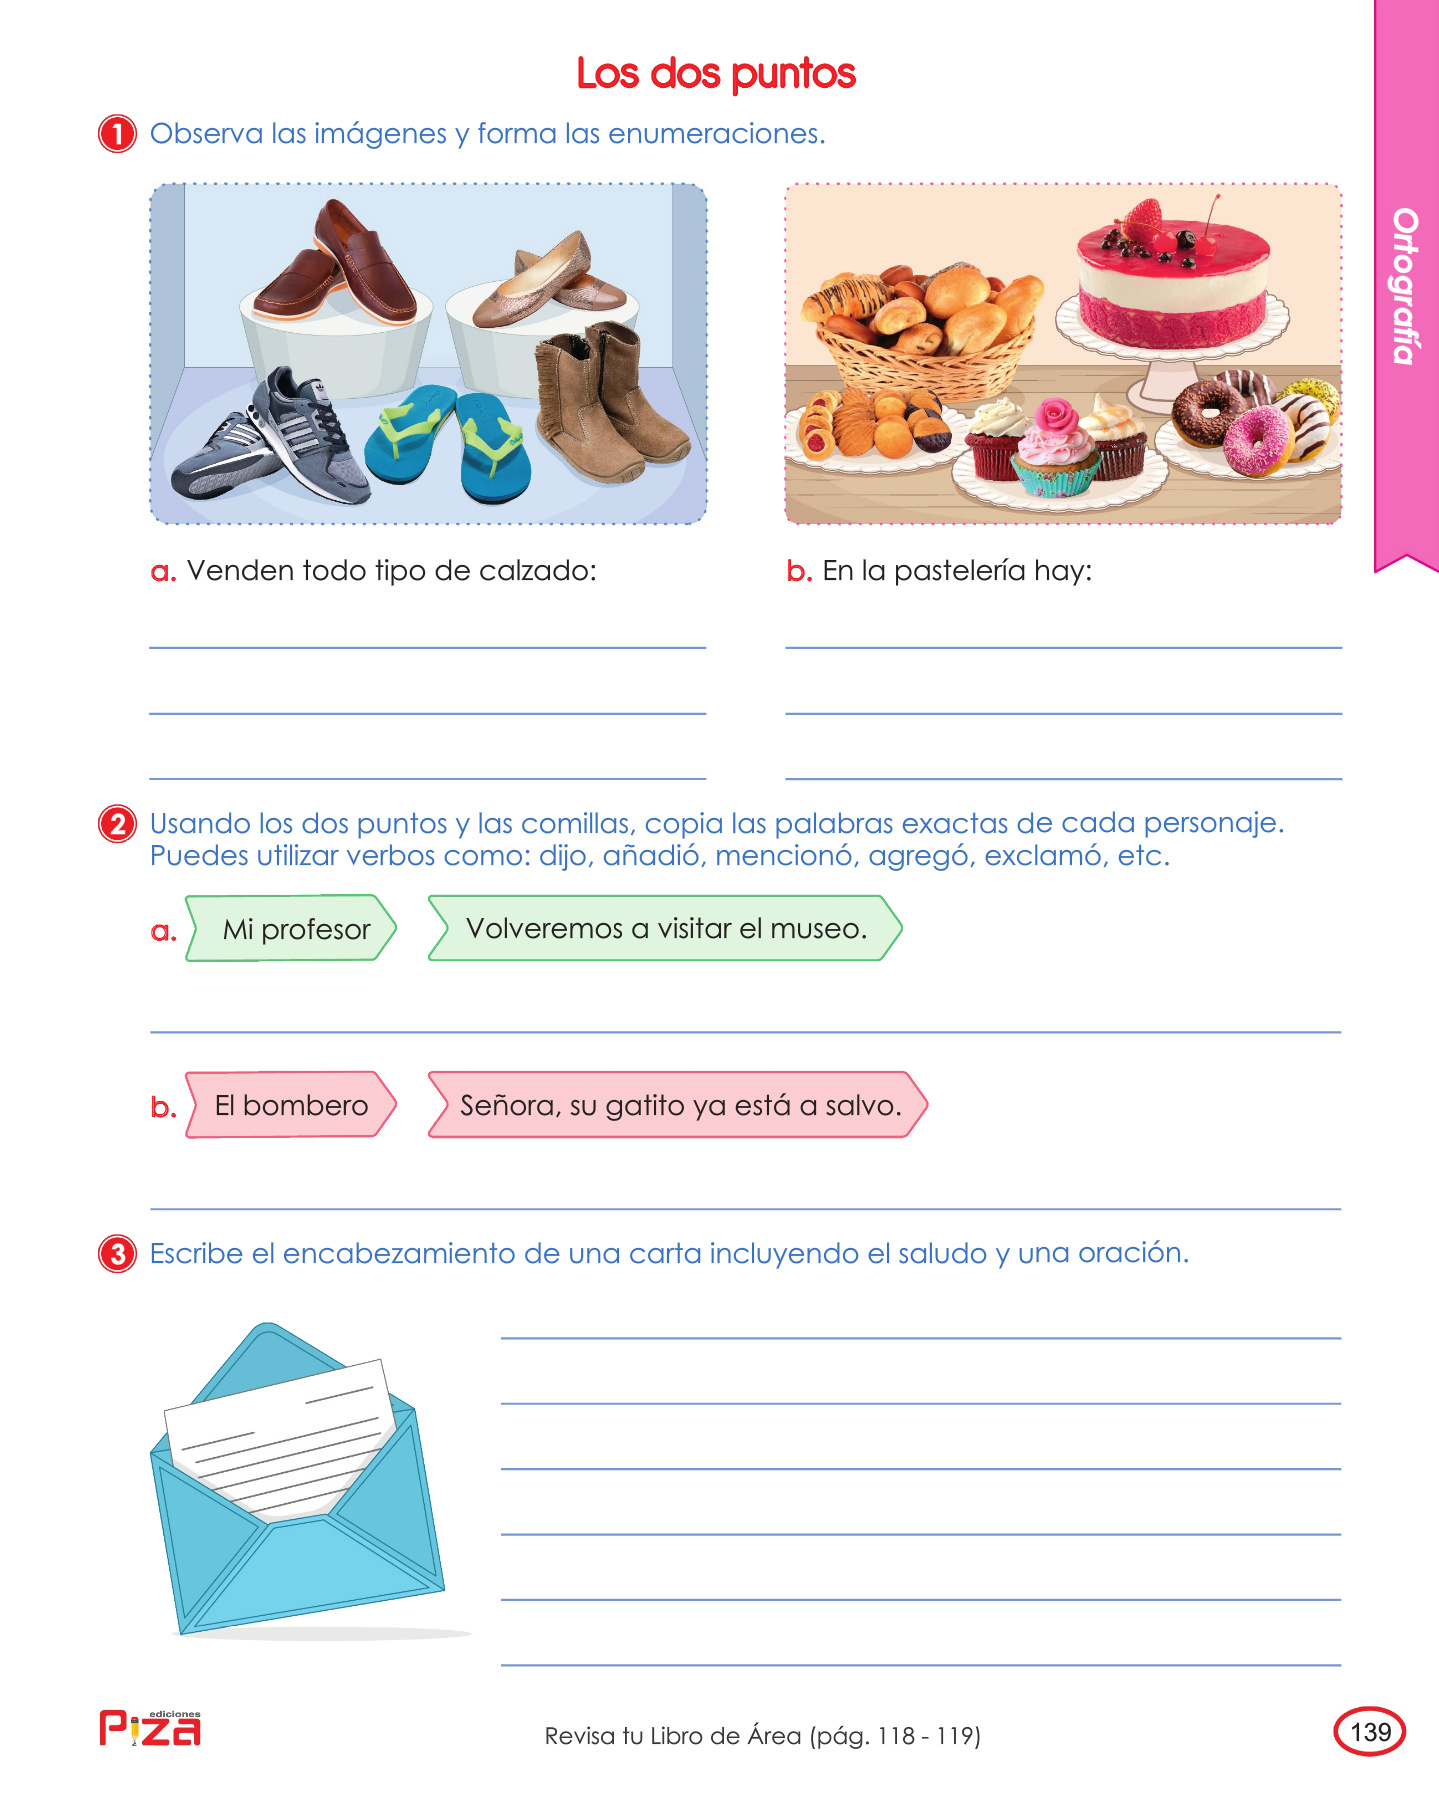 Los dos puntos
1 Observa las imágenes y forma las enumeraciones.
Ortografía
a. Venden todo tipo de calzado:
b. En la pastelería hay:
2 Usando los dos puntos y las comillas, copia las palabras exactas de cada personaje.
Puedes utilizar verbos como: dijo, añadió, mencionó, agregó, exclamó, etc.
a. Mi profesor
Volveremos a visitar el museo.
b. El bombero
Señora, su gatito ya está a salvo.
3 Escribe el encabezamiento de una carta incluyendo el saludo y una oración.
ediciones
Piza
Revisa tu Libro de Área (pág. 118 - 119)
139